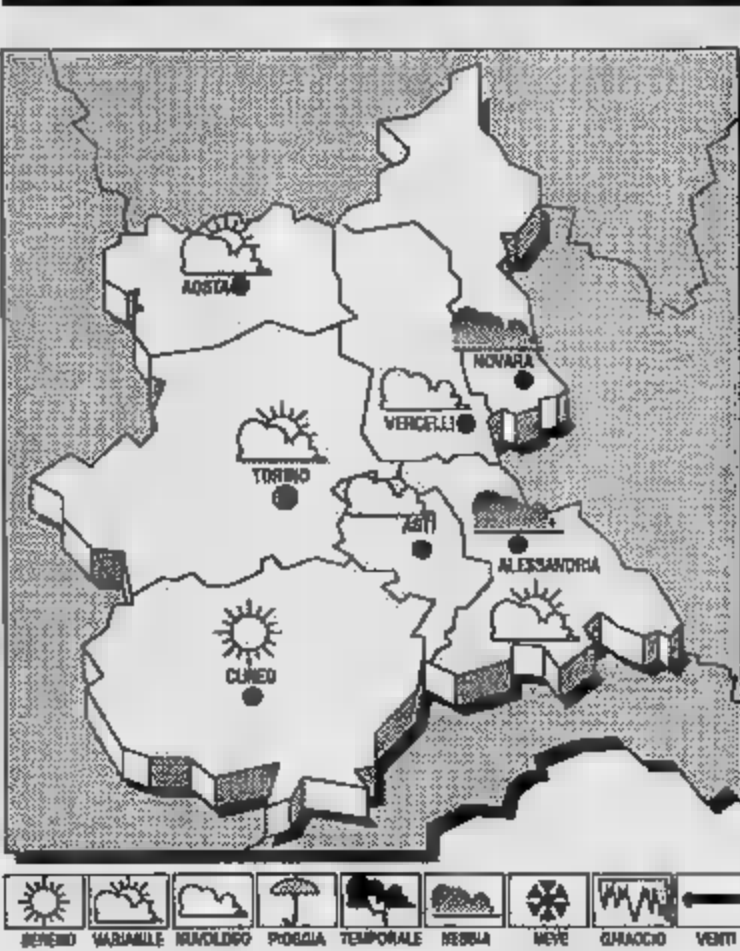 AOSTA
NOVARA
VERCELLI
TORINO
ASTI
ALESSANDRIA
CUNEO
SERENO VARIABILE NUVOLOSO PIOGGIA TEMPORALE NEBBIA NEVE GHIACCIO VENTI